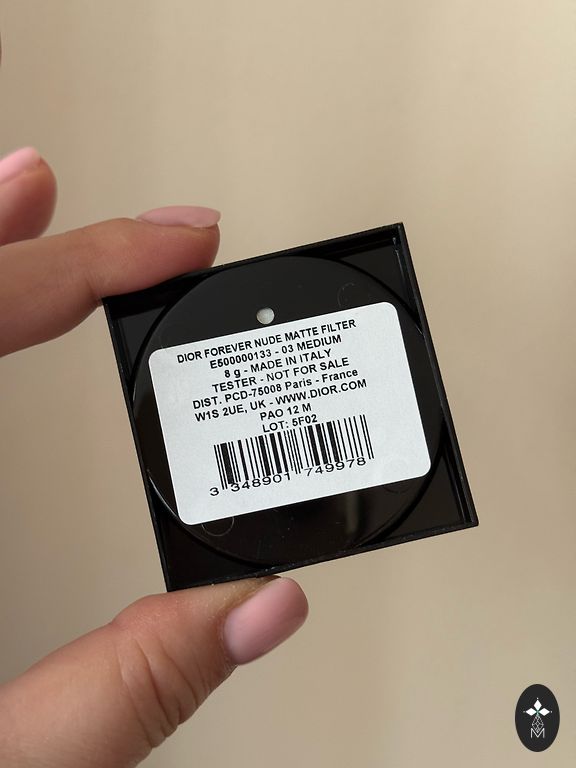 DIOR FOREVER NUDE MATTE FILTER
E500000133 - 03 MEDIUM
8 g - MADE IN ITALY
TESTER - NOT FOR SALE
DIST. PCD-75008 Paris - France
W1S 2UE, UK - WWW.DIOR.COM
PAO 12 M
LOT: 5F02
3 348901 749978
M